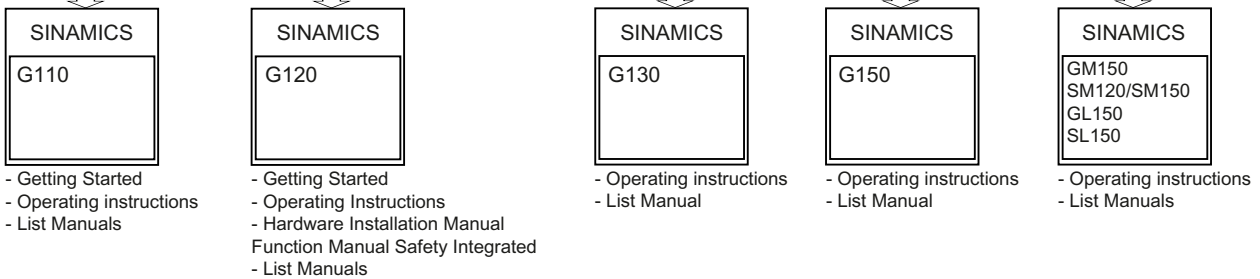 SINAMICS
G110
- Getting Started
- Operating instructions
- List Manuals
SINAMICS
G120
- Getting Started
- Operating Instructions
- Hardware Installation Manual
Function Manual Safety Integrated
- List Manuals
SINAMICS
G130
- Operating instructions
- List Manual
SINAMICS
G150
- Operating instructions
- List Manual
SINAMICS
GM150
SM120/SM150
GL150
SL150
- Operating instructions
- List Manuals